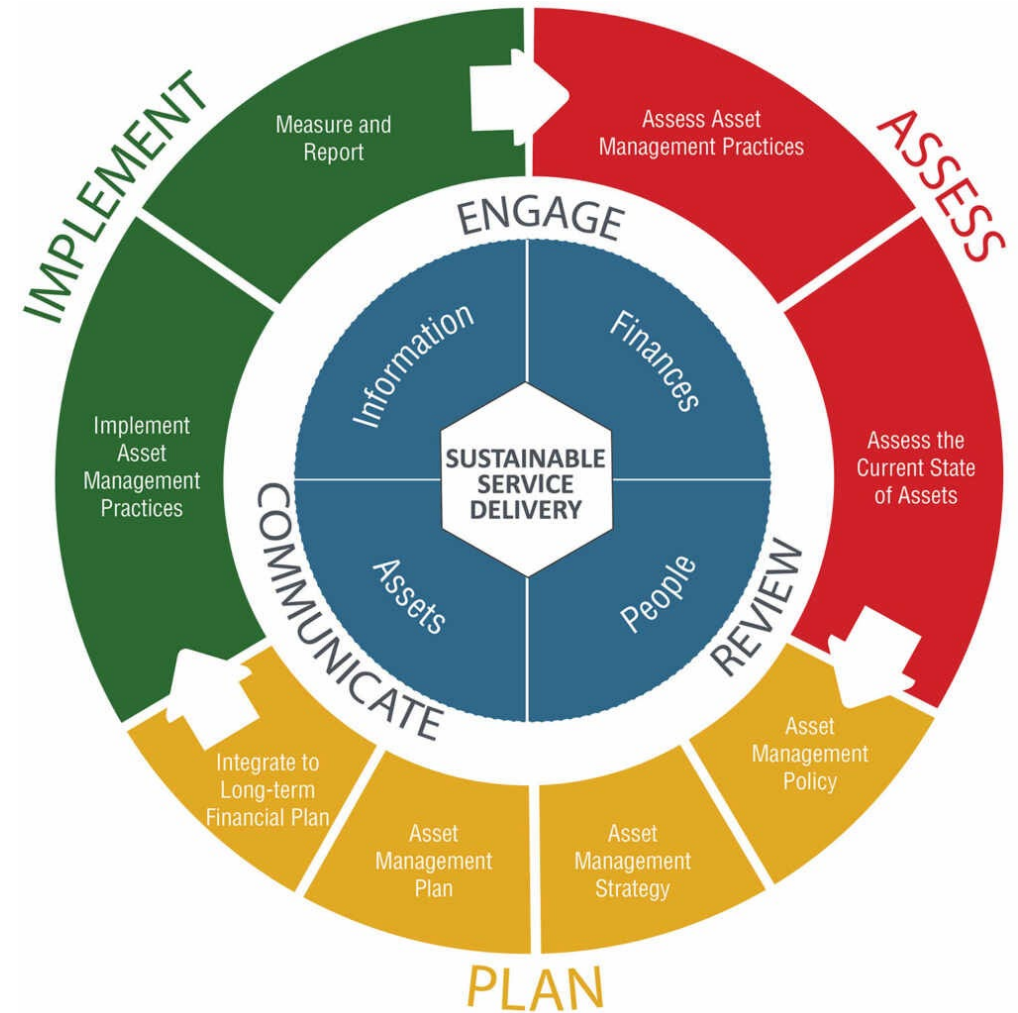 IMPLEMENT
Measure and
Report
Assess Asset
Management Practices
ASSESS
ENGAGE
Information
Finances
Implement
Asset
Management
Practices
SUSTAINABLE
SERVICE
DELIVERY
Assess the
Current State
of Assets
COMMUNICATE
Assets
People
REVIEW
Integrate to
Long-term
Financial Plan
Asset
Management
Plan
Asset
Management
Strategy
Asset
Management
Policy
PLAN